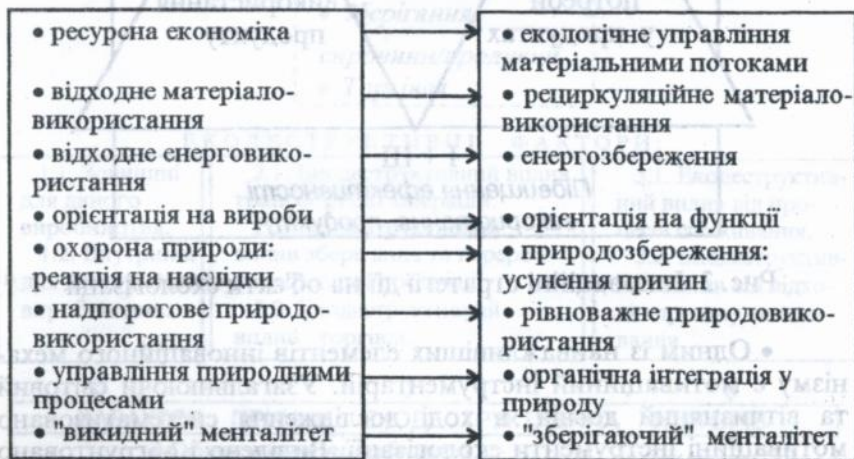 • ресурсна економіка
• відходне матеріало-
використання
• відходне енерговико-
ристання
• орієнтація на вироби
• охорона природи:
реакція на наслідки
• надпорогове природо-
використання
• управління природними
процесами
• "викидний" менталітет
• екологічне управління
матеріальними потоками
• рециркуляційне матеріало-
використання
• енергозбереження
• орієнтація на функції
• природозбереження:
усунення причин
• рівноважне природовико-
ристання
• органічна інтеграція у
природу
• "зберігаючий" менталітет